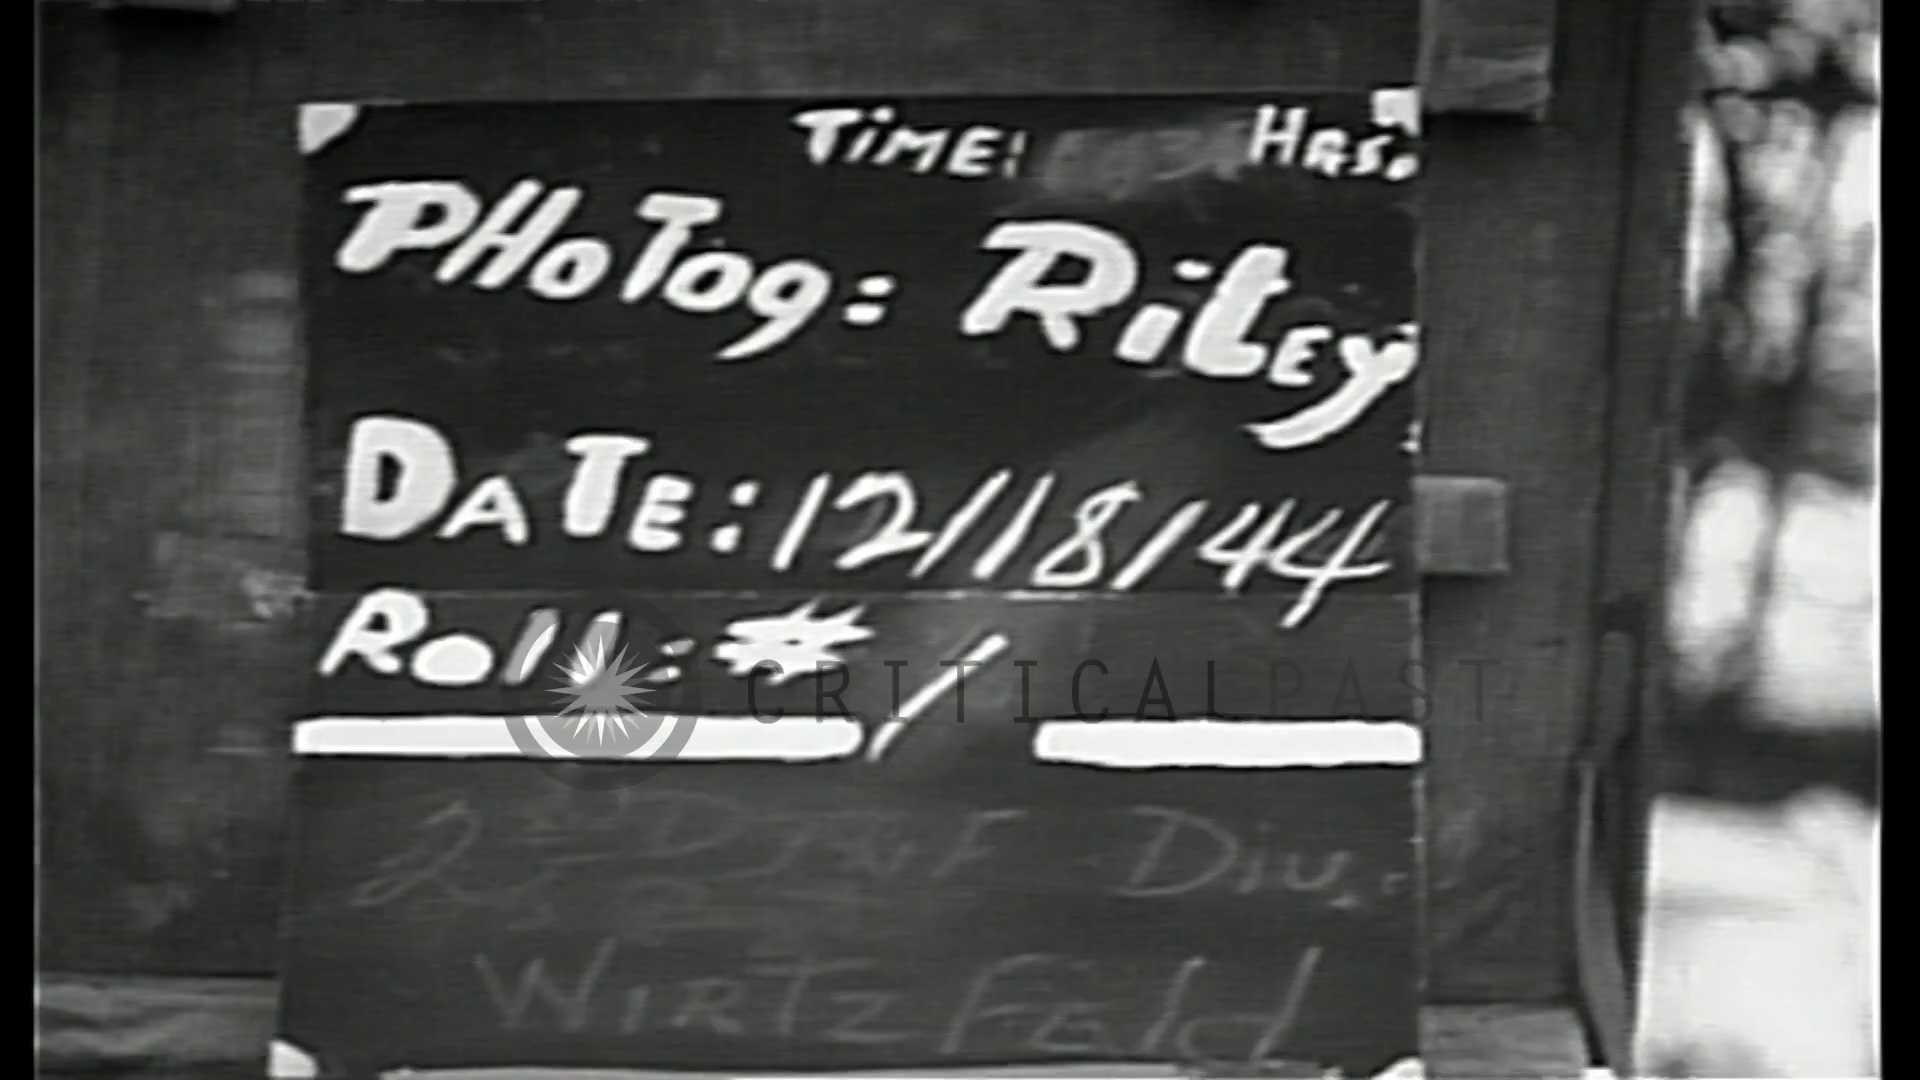 TiME: HRS.
PHOTog: RiLEY
DATE: 12/18/44
Roll: # 1
2ND INF Div.
WIRTZFEld
CRITICALPAST